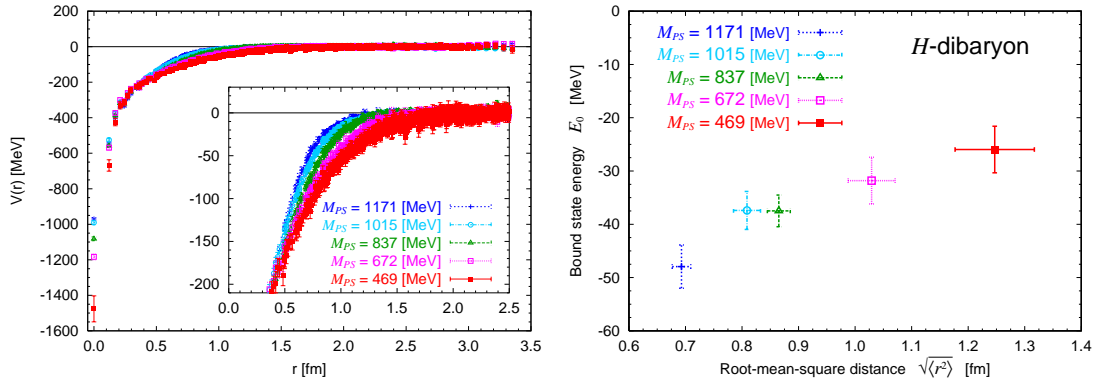 V(r) [MeV]
200
0
-200
-400
-600
-800
-1000
-1200
-1400
-1600
0.0 0.5 1.0 1.5 2.0 2.5 3.0 3.5
r [fm]
0
-50
-100
-150
-200
0.0 0.5 1.0 1.5 2.0 2.5
M_PS = 1171 [MeV]
M_PS = 1015 [MeV]
M_PS = 837 [MeV]
M_PS = 672 [MeV]
M_PS = 469 [MeV]
Bound state energy E_0 [MeV]
0
-10
-20
-30
-40
-50
-60
0.6 0.7 0.8 0.9 1.0 1.1 1.2 1.3 1.4
Root-mean-square distance √⟨r²⟩ [fm]
M_PS = 1171 [MeV]
M_PS = 1015 [MeV]
M_PS = 837 [MeV]
M_PS = 672 [MeV]
M_PS = 469 [MeV]
H-dibaryon